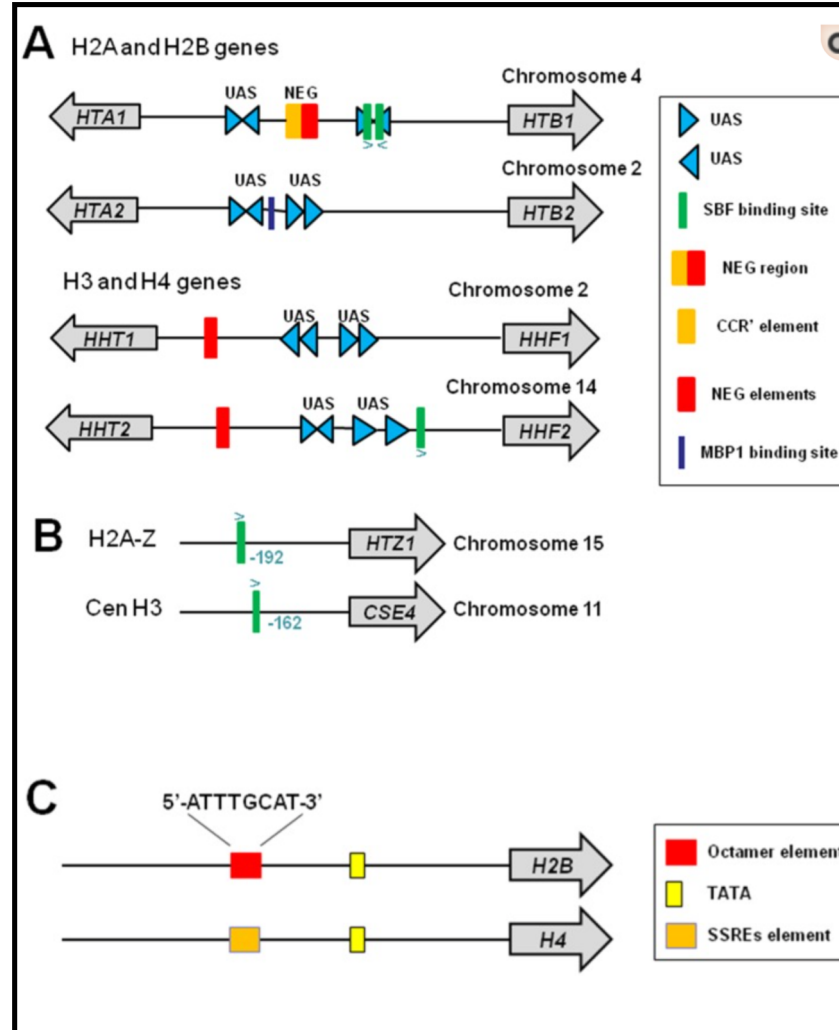 A
H2A and H2B genes
Chromosome 4
UAS
NEG
HTA1
HTB1
> <
Chromosome 2
UAS UAS
HTA2
HTB2
H3 and H4 genes
Chromosome 2
UAS UAS
HHT1
HHF1
Chromosome 14
UAS UAS
HHT2
HHF2
>
UAS
UAS
SBF binding site
NEG region
CCR' element
NEG elements
MBP1 binding site
B
>
H2A-Z
-192
HTZ1
Chromosome 15
>
Cen H3
-162
CSE4
Chromosome 11
C
5'-ATTTGCAT-3'
H2B
H4
Octamer element
TATA
SSREs element